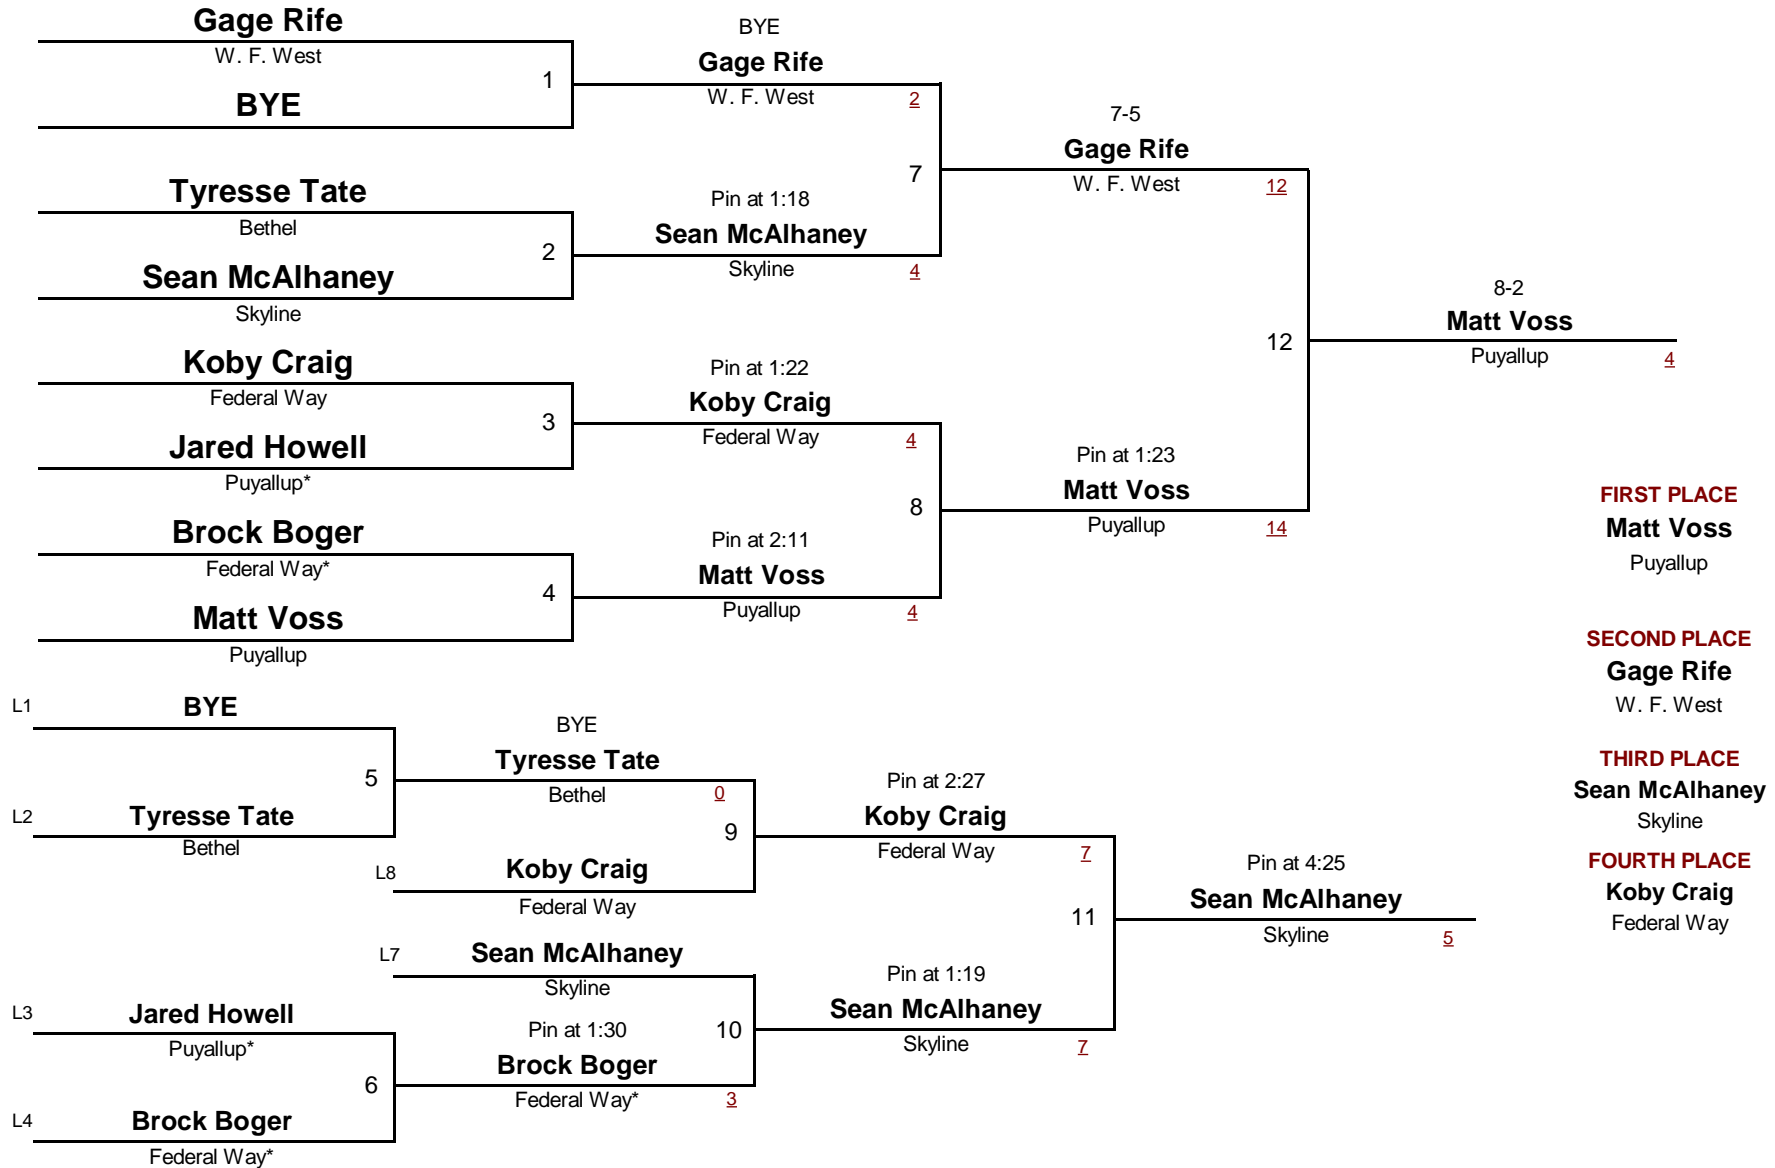 Gage Rife
W. F. West
1
BYE
BYE
Gage Rife
W. F. West
2
Tyresse Tate
Bethel
2
Sean McAlhaney
Skyline
7
Pin at 1:18
Sean McAlhaney
Skyline
4
7-5
Gage Rife
W. F. West
12
Koby Craig
Federal Way
3
Jared Howell
Puyallup*
Pin at 1:22
Koby Craig
Federal Way
4
Brock Boger
Federal Way*
4
Matt Voss
Puyallup
8
Pin at 2:11
Matt Voss
Puyallup
4
Pin at 1:23
Matt Voss
Puyallup
14
12
8-2
Matt Voss
Puyallup
4
FIRST PLACE
Matt Voss
Puyallup
SECOND PLACE
Gage Rife
W. F. West
THIRD PLACE
Sean McAlhaney
Skyline
FOURTH PLACE
Koby Craig
Federal Way
L1
BYE
5
L2
Tyresse Tate
Bethel
BYE
Tyresse Tate
Bethel
0
9
L8
Koby Craig
Federal Way
Pin at 2:27
Koby Craig
Federal Way
7
L7
Sean McAlhaney
Skyline
10
L3
Jared Howell
Puyallup*
6
L4
Brock Boger
Federal Way*
Pin at 1:30
Brock Boger
Federal Way*
3
Pin at 1:19
Sean McAlhaney
Skyline
7
11
Pin at 4:25
Sean McAlhaney
Skyline
5